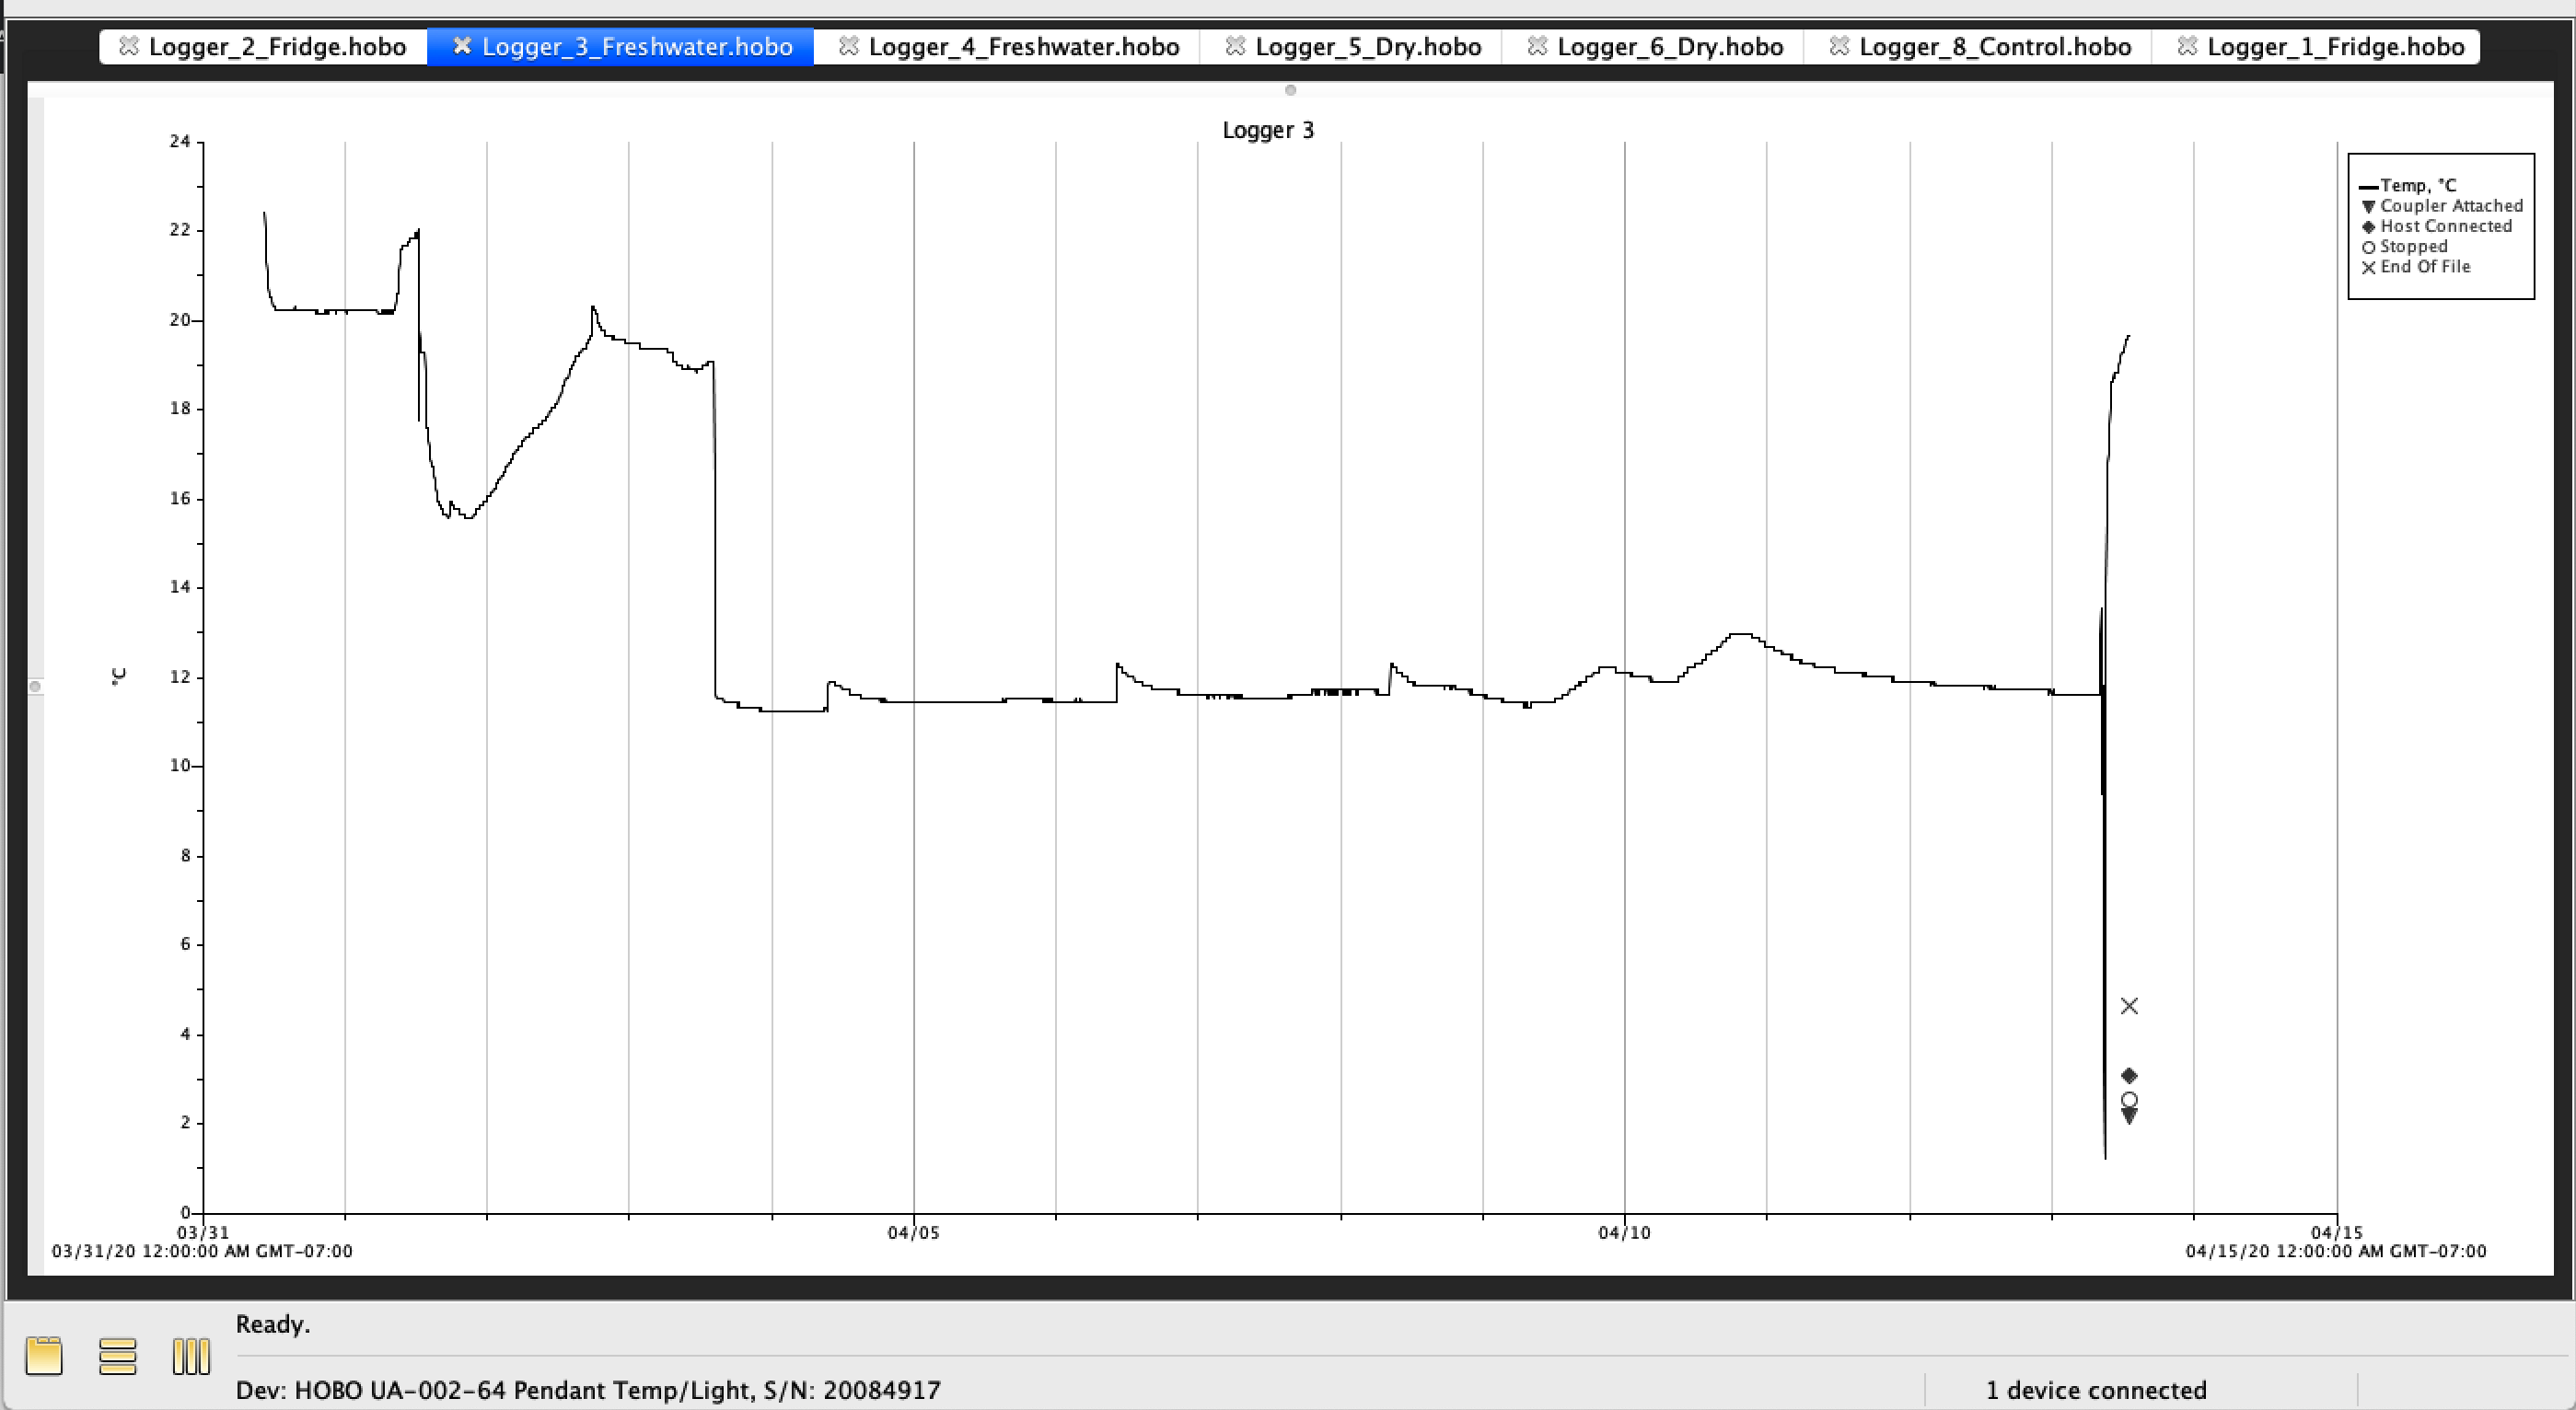 Logger_2_Fridge.hobo Logger_3_Freshwater.hobo Logger_4_Freshwater.hobo Logger_5_Dry.hobo Logger_6_Dry.hobo Logger_8_Control.hobo Logger_1_Fridge.hobo
Logger 3
24
22
20
18
16
14
12
10
8
6
4
2
0
°C
Temp, °C
Coupler Attached
Host Connected
Stopped
End Of File
03/31 04/05 04/10 04/15
03/31/20 12:00:00 AM GMT-07:00 04/15/20 12:00:00 AM GMT-07:00
Ready.
Dev: HOBO UA-002-64 Pendant Temp/Light, S/N: 20084917 1 device connected